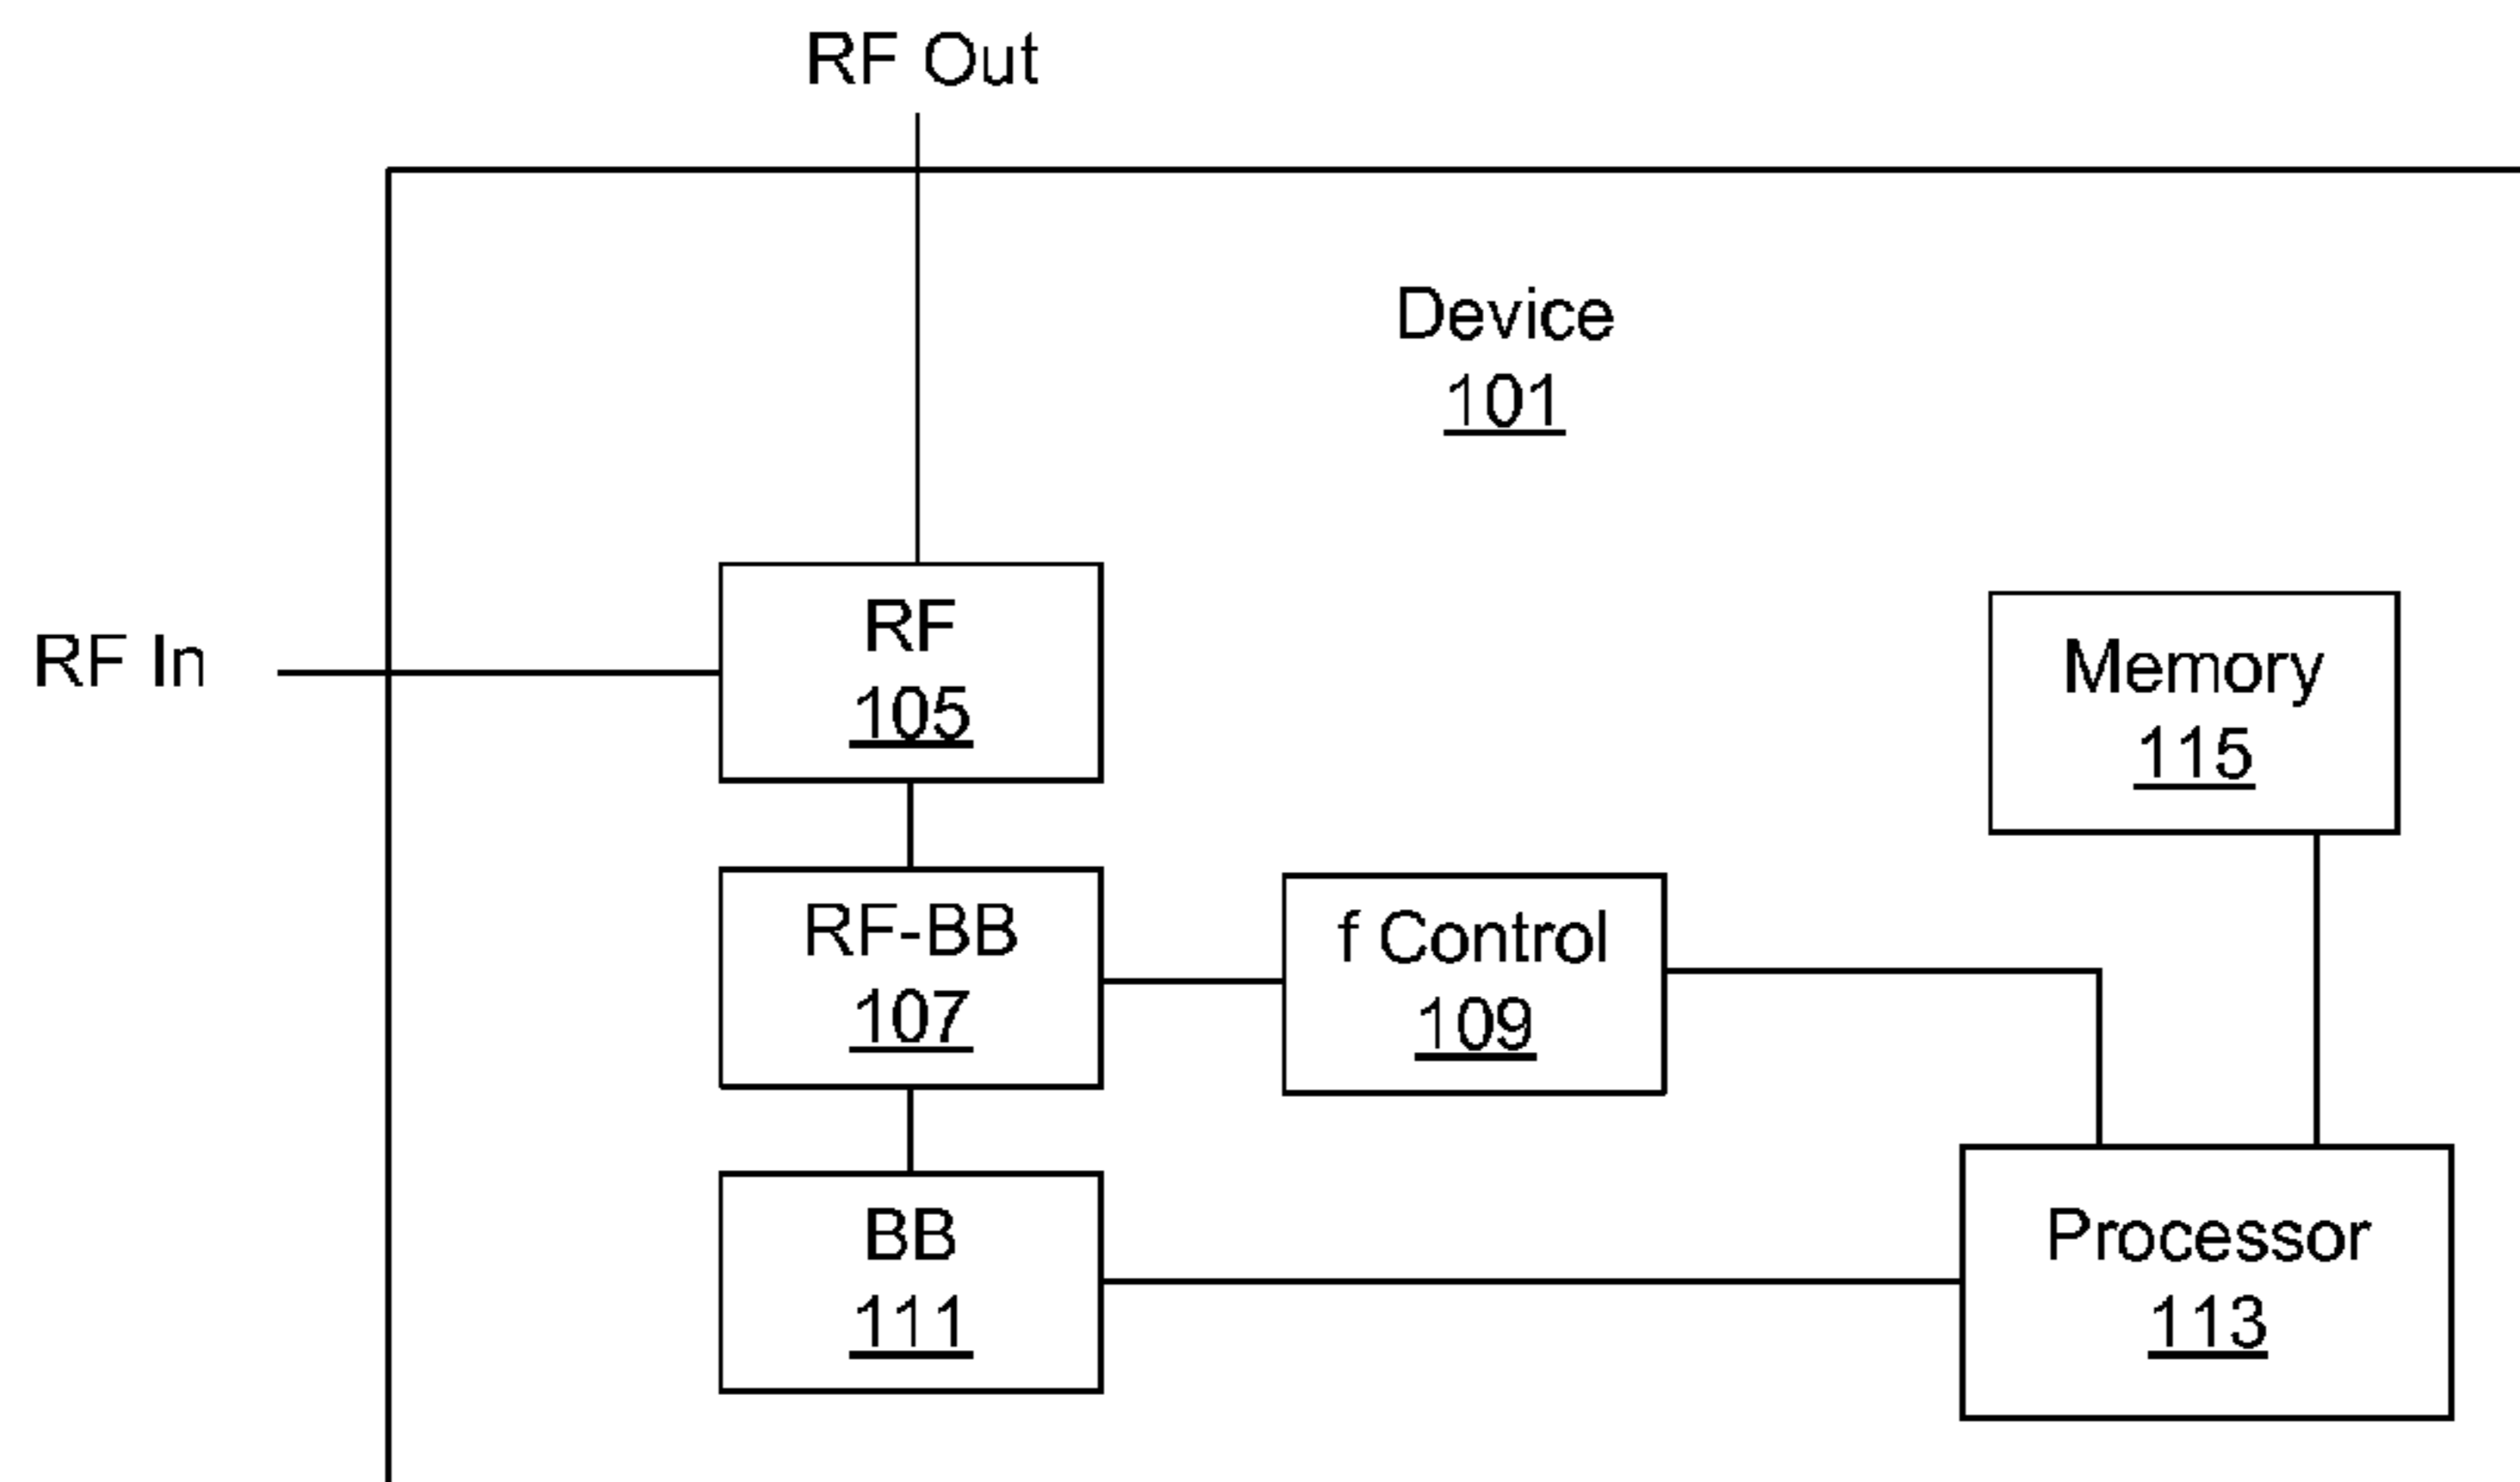 RF Out
Device
101
RF In
RF
105
Memory
115
RF-BB
107
f Control
109
BB
111
Processor
113